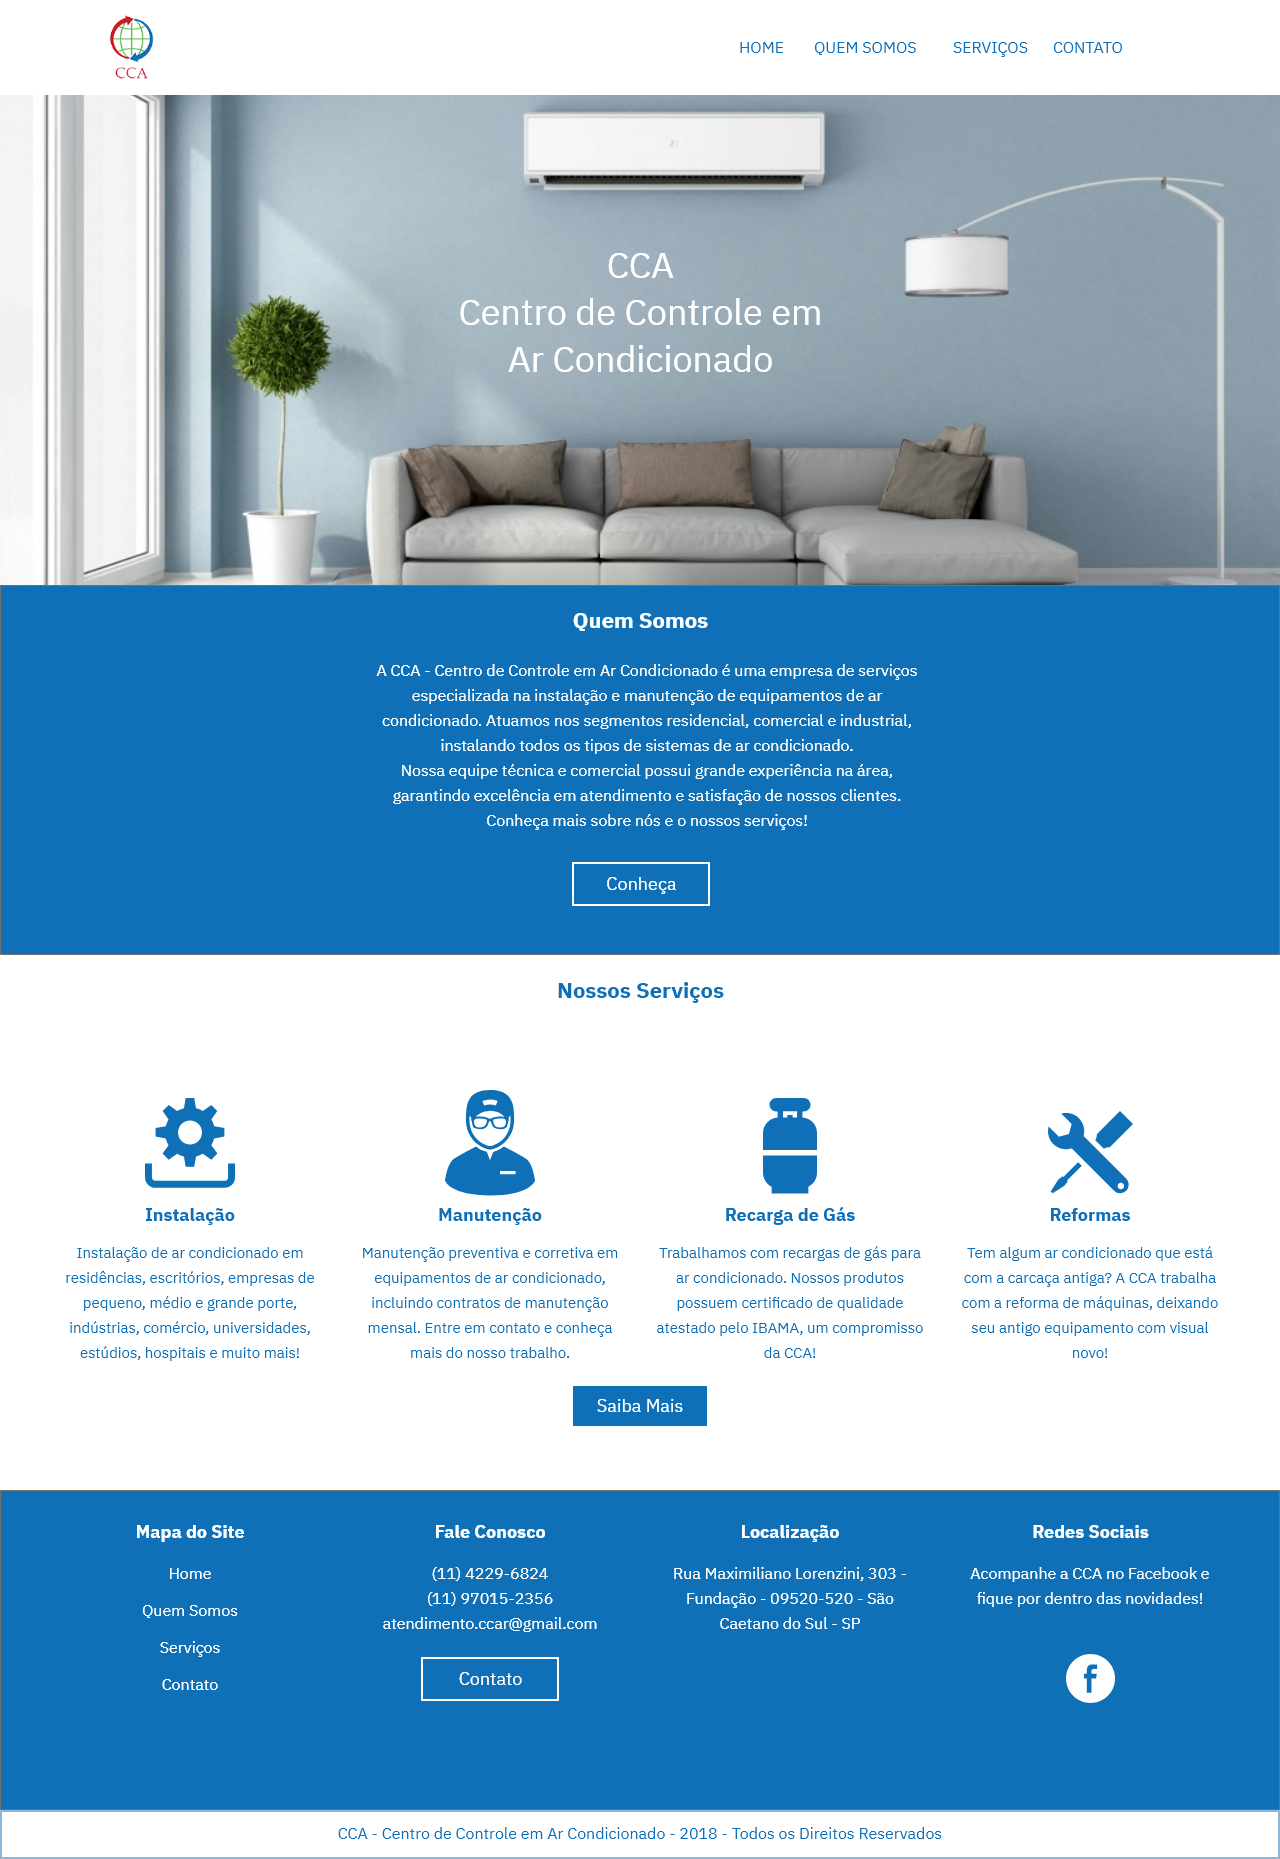 CCA
HOME QUEM SOMOS SERVIÇOS CONTATO
CCA
Centro de Controle em
Ar Condicionado
Quem Somos
A CCA - Centro de Controle em Ar Condicionado é uma empresa de serviços
especializada na instalação e manutenção de equipamentos de ar
condicionado. Atuamos nos segmentos residencial, comercial e industrial,
instalando todos os tipos de sistemas de ar condicionado.
Nossa equipe técnica e comercial possui grande experiência na área,
garantindo excelência em atendimento e satisfação de nossos clientes.
Conheça mais sobre nós e o nossos serviços!
Conheça
Nossos Serviços
Instalação
Instalação de ar condicionado em
residências, escritórios, empresas de
pequeno, médio e grande porte,
indústrias, comércio, universidades,
estúdios, hospitais e muito mais!
Manutenção
Manutenção preventiva e corretiva em
equipamentos de ar condicionado,
incluindo contratos de manutenção
mensal. Entre em contato e conheça
mais do nosso trabalho.
Recarga de Gás
Trabalhamos com recargas de gás para
ar condicionado. Nossos produtos
possuem certificado de qualidade
atestado pelo IBAMA, um compromisso
da CCA!
Reformas
Tem algum ar condicionado que está
com a carcaça antiga? A CCA trabalha
com a reforma de máquinas, deixando
seu antigo equipamento com visual
novo!
Saiba Mais
Mapa do Site
Home
Quem Somos
Serviços
Contato
Fale Conosco
(11) 4229-6824
(11) 97015-2356
atendimento.ccar@gmail.com
Contato
Localização
Rua Maximiliano Lorenzini, 303 -
Fundação - 09520-520 - São
Caetano do Sul - SP
Redes Sociais
Acompanhe a CCA no Facebook e
fique por dentro das novidades!
CCA - Centro de Controle em Ar Condicionado - 2018 - Todos os Direitos Reservados